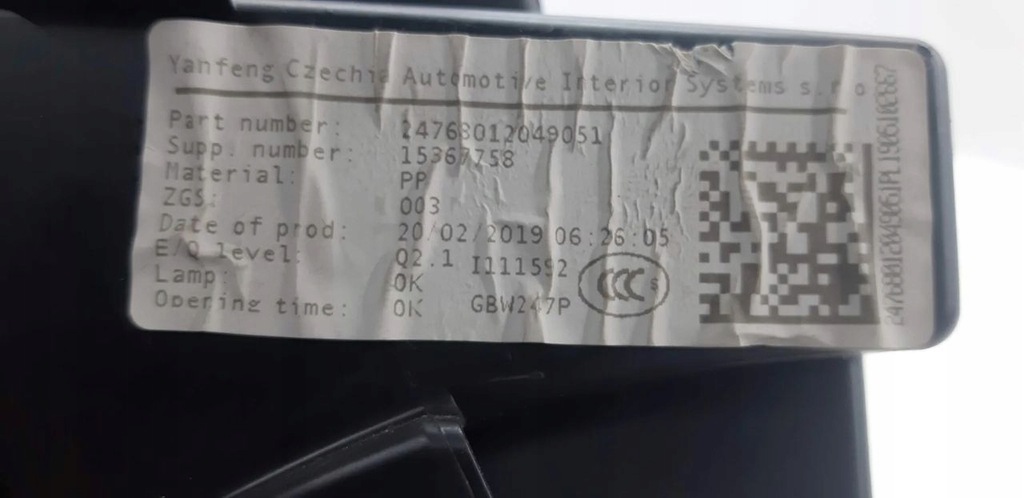 Yanfeng Czechia Automotive Interior Systems s.r.o
Part number: 24768012049051
Supp. number: 15367758
Material: PP
ZGS: 003
Date of prod: 20/02/2019 06:26:05
E/Q level: Q2.1 I111592
Lamp: OK
Opening time: OK GBW247P
CCC S